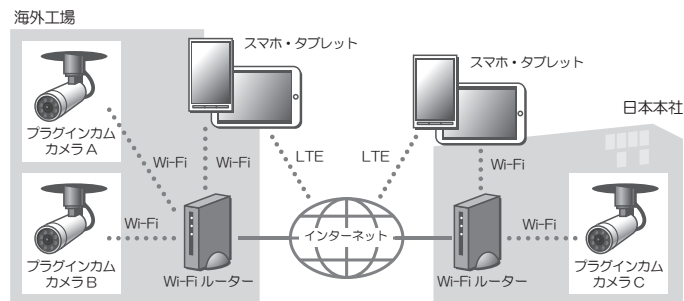 海外工場
スマホ・タブレット
スマホ・タブレット
日本本社
プラグインカム
カメラ A
Wi-Fi
Wi-Fi
LTE
LTE
Wi-Fi
Wi-Fi
インターネット
Wi-Fi
プラグインカム
カメラ B
Wi-Fi ルーター
Wi-Fi ルーター
プラグインカム
カメラ C